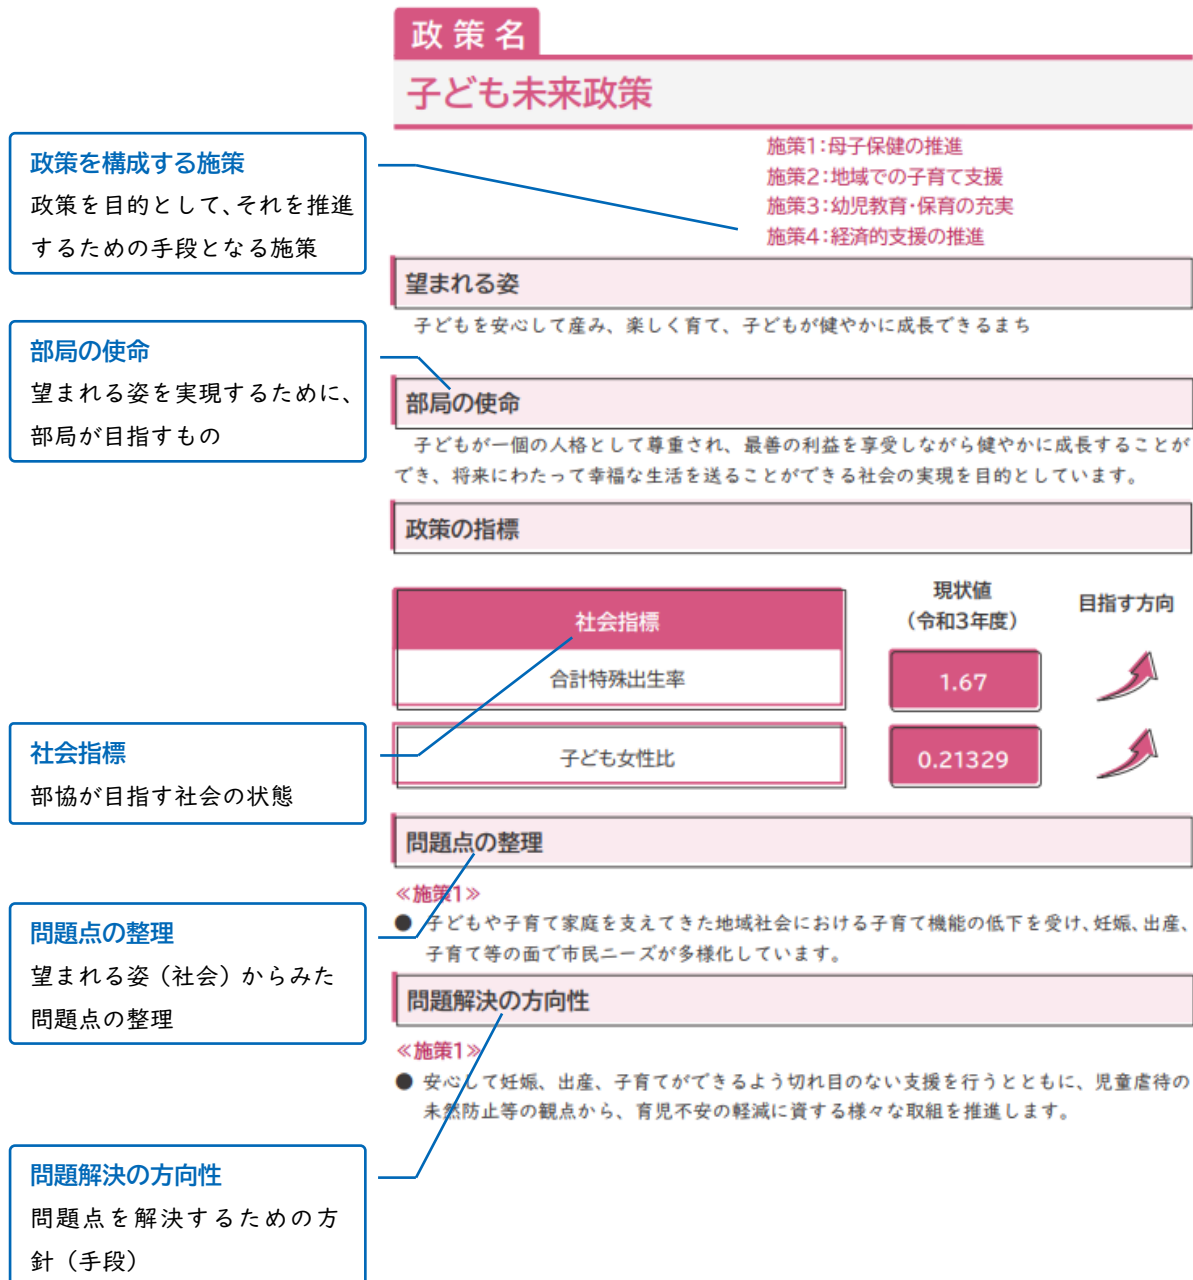 政策名
子ども未来政策
施策1:母子保健の推進
施策2:地域での子育て支援
施策3:幼児教育・保育の充実
施策4:経済的支援の推進
政策を構成する施策
政策を目的として、それを推進
するための手段となる施策
望まれる姿
子どもを安心して産み、楽しく育て、子どもが健やかに成長できるまち
部局の使命
望まれる姿を実現するために、
部局が目指すもの
部局の使命
子どもが一個の人格として尊重され、最善の利益を享受しながら健やかに成長することが
でき、将来にわたって幸福な生活を送ることができる社会の実現を目的としています。
政策の指標
社会指標
現状値
(令和3年度)
目指す方向
合計特殊出生率
1.67
子ども女性比
0.21329
社会指標
部協が目指す社会の状態
問題点の整理
≪施策1≫
● 子どもや子育て家庭を支えてきた地域社会における子育て機能の低下を受け、妊娠、出産、
子育て等の面で市民ニーズが多様化しています。
問題点の整理
望まれる姿(社会)からみた
問題点の整理
問題解決の方向性
≪施策1≫
● 安心して妊娠、出産、子育てができるよう切れ目のない支援を行うとともに、児童虐待の
未然防止等の観点から、育児不安の軽減に資する様々な取組を推進します。
問題解決の方向性
問題点を解決するための方
針(手段)